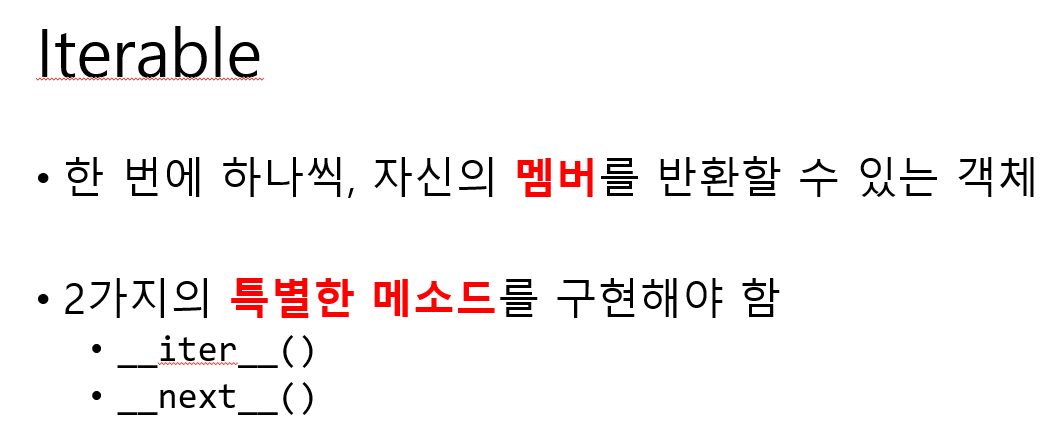 Iterable
• 한 번에 하나씩, 자신의 멤버를 반환할 수 있는 객체
• 2가지의 특별한 메소드를 구현해야 함
• __iter__()
• __next__()